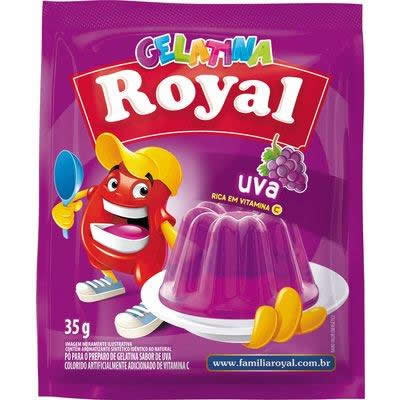 GELATINA
Royal
uva
RICA EM VITAMINA C
35 g
IMAGEM MERAMENTE ILUSTRATIVA
CONTÉM AROMATIZANTE SINTÉTICO IDÊNTICO AO NATURAL
PÓ PARA O PREPARO DE GELATINA SABOR DE UVA
COLORIDO ARTIFICIALMENTE ADICIONADO DE VITAMINA C
www.familiaroyal.com.br